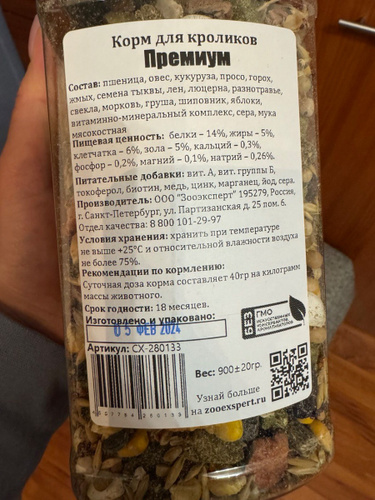 Корм для кроликов
Премиум
Состав: пшеница, овес, кукуруза, просо, горох,
жмых, семена тыквы, лен, люцерна, разнотравье,
свекла, морковь, груша, шиповник, яблоки,
витаминно-минеральный комплекс, сера, мука
мясокостная
Пищевая ценность: белки – 14%, жиры – 5%,
клетчатка – 6%, зола – 5%, кальций – 0,3%,
фосфор – 0,2%, магний – 0,1%, натрий – 0,26%.
Питательные добавки: вит. А, вит. группы Б,
токоферол, биотин, медь, цинк, марганец, йод, сера.
Производитель: ООО "Зооэксперт" 195279, Россия,
г. Санкт-Петербург, ул. Партизанская д. 25 пом. 6.
Отдел качества: 8 800 101-29-97
Условия хранения: хранить при температуре
не выше +25°С и относительной влажности воздуха
не более 75%.
Рекомендации по кормлению:
Суточная доза корма составляет 40гр на килограмм
массы животного.
Срок годности: 18 месяцев.
Изготовлено и упаковано:
05 ФЕВ 2024
Артикул: СХ-280133
БЕЗ
ГМО
Вес: 900±20гр.
Узнай больше
на zooexpert.ru